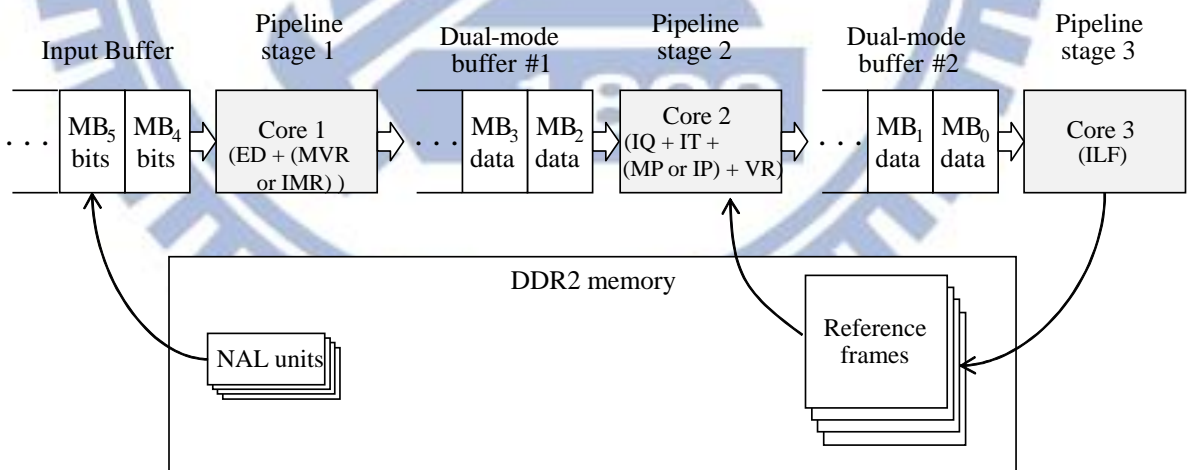 Input Buffer
Pipeline
stage 1
Dual-mode
buffer #1
Pipeline
stage 2
Dual-mode
buffer #2
Pipeline
stage 3
1896
. . .
MB5
bits
MB4
bits
Core 1
(ED + (MVR
or IMR) )
. . .
MB3
data
MB2
data
Core 2
(IQ + IT +
(MP or IP) + VR)
. . .
MB1
data
MB0
data
Core 3
(ILF)
DDR2 memory
NAL units
Reference
frames